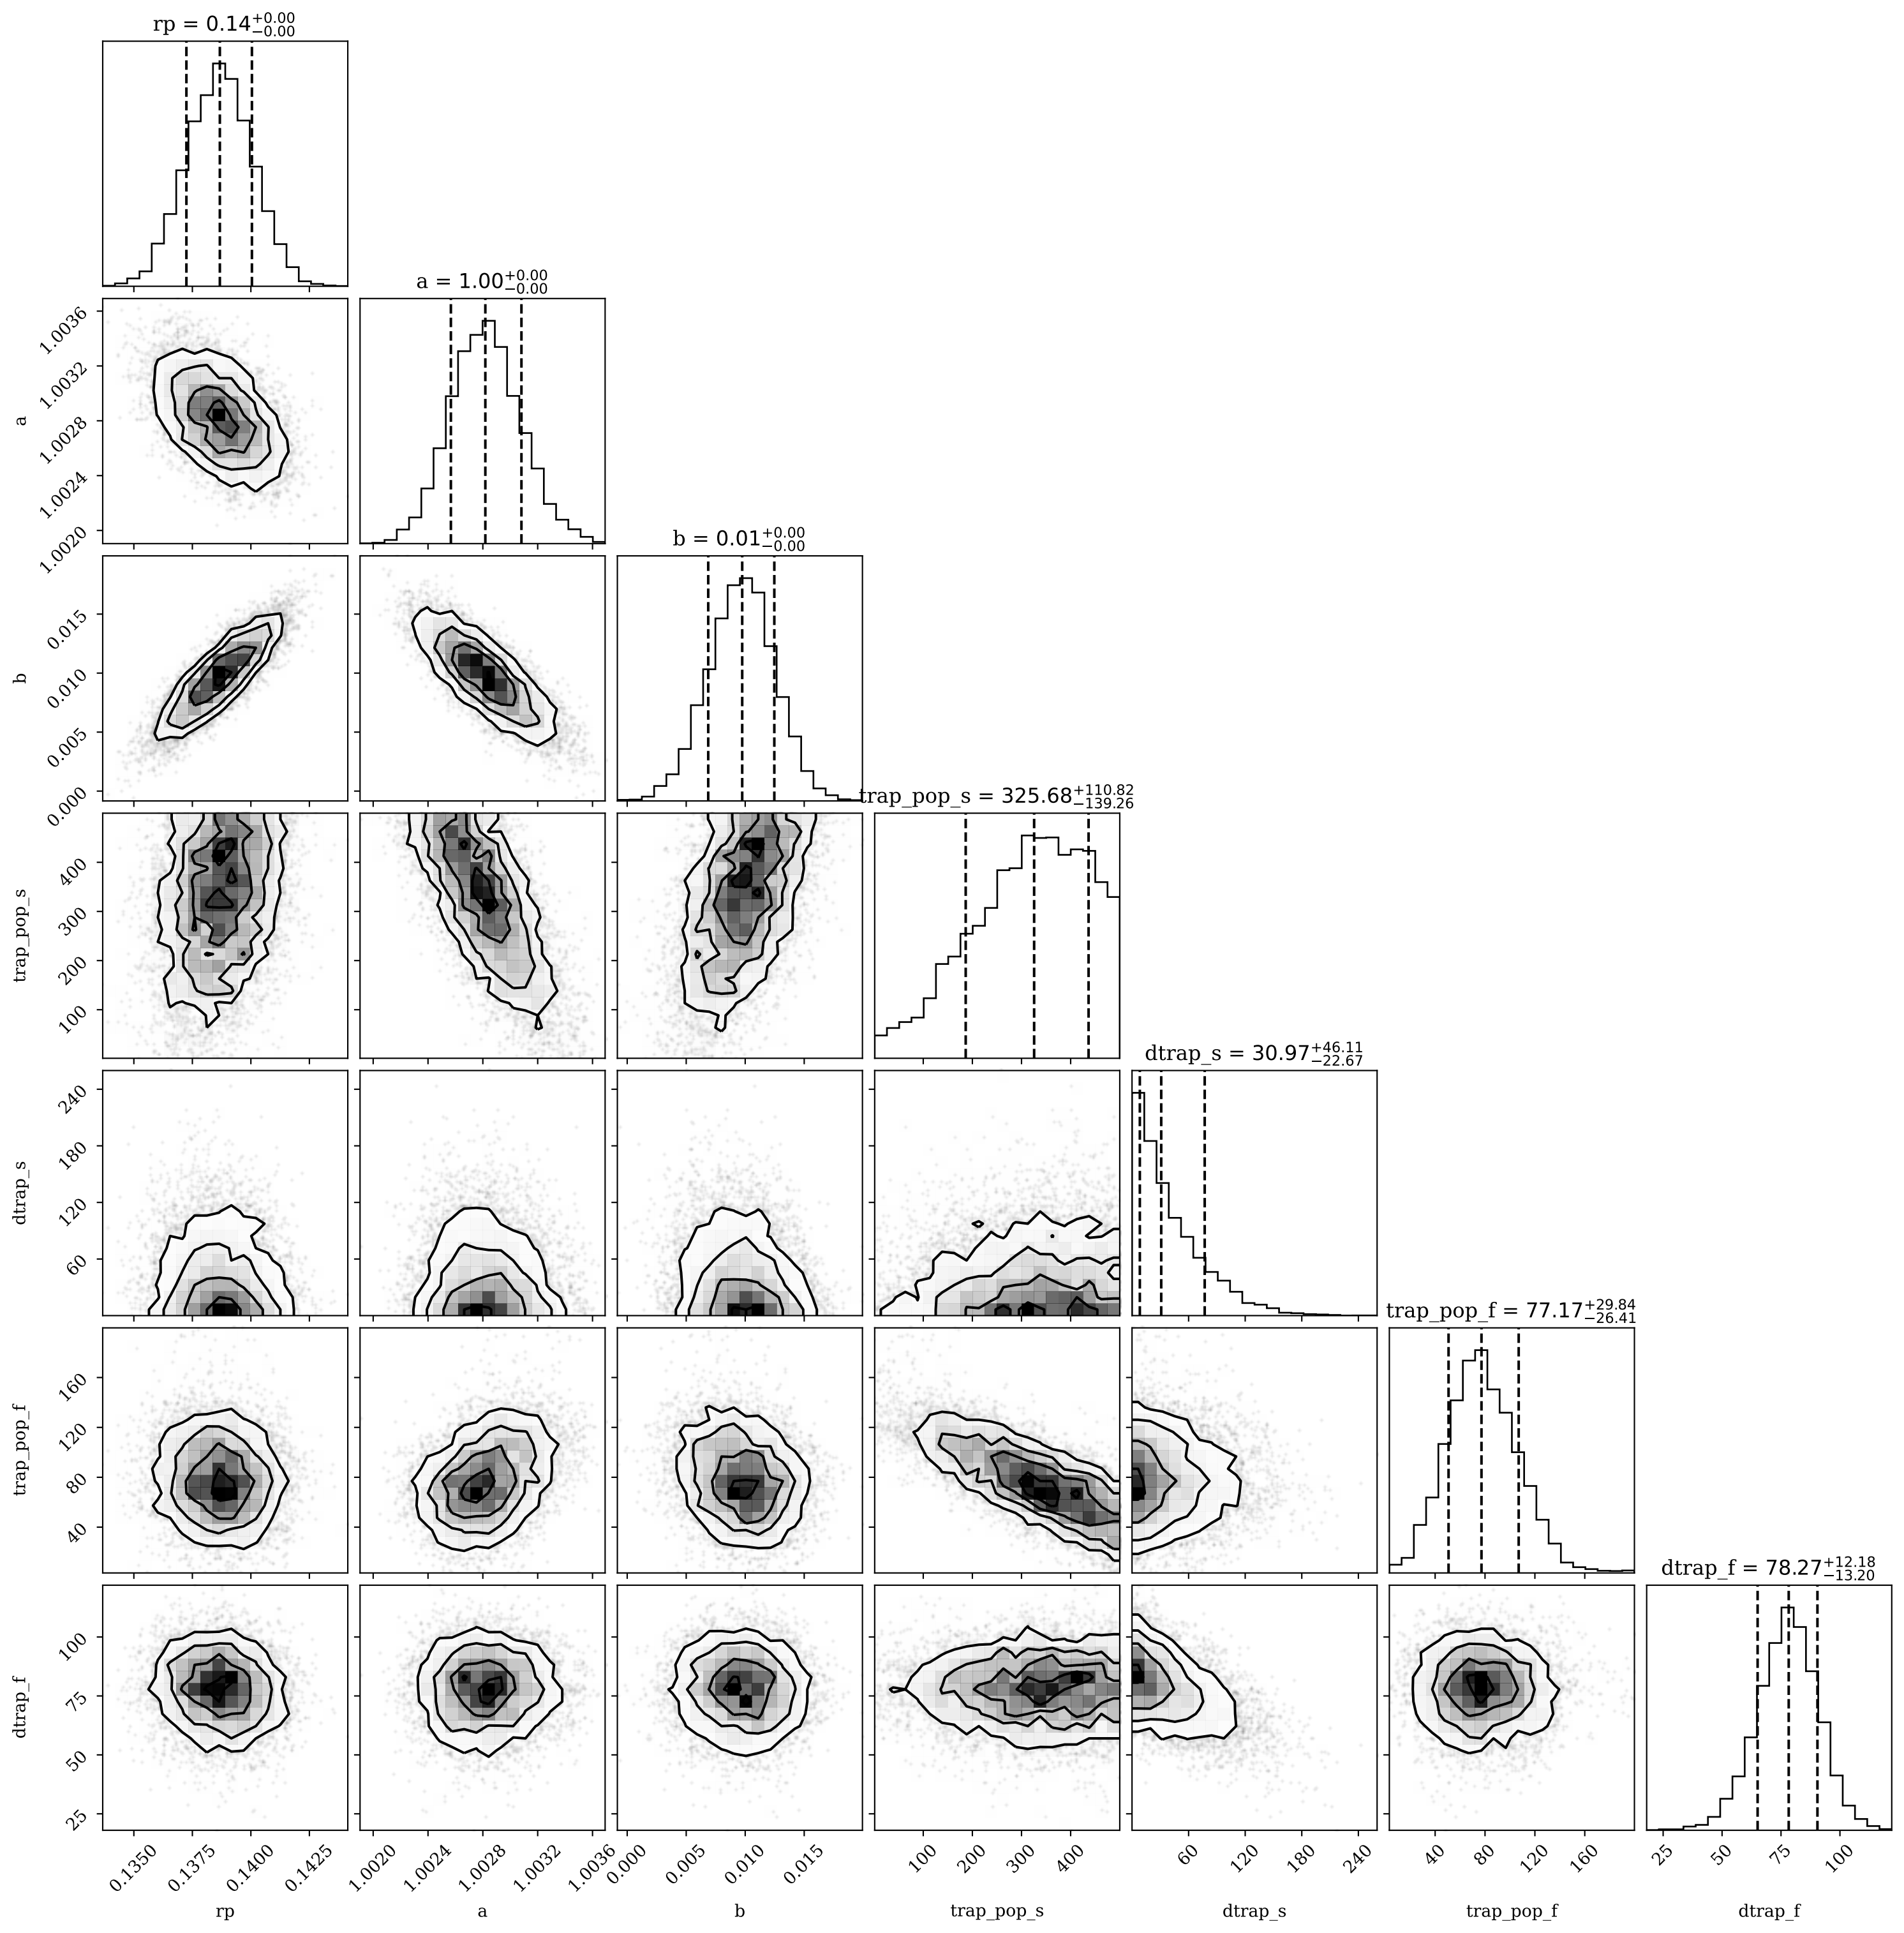 rp = 0.14+0.00−0.00
a = 1.00+0.00−0.00
1.0036
1.0032
1.0028
1.0024
1.0020
a
b = 0.01+0.00−0.00
0.015
0.010
0.005
0.000
b
trap_pop_s = 325.68+110.82−139.26
400
300
200
100
trap_pop_s
dtrap_s = 30.97+46.11−22.67
240
180
120
60
dtrap_s
trap_pop_f = 77.17+29.84−26.41
160
120
80
40
trap_pop_f
dtrap_f = 78.27+12.18−13.20
100
75
50
25
dtrap_f
0.1350 0.1375 0.1400 0.1425 1.0020 1.0024 1.0028 1.0032 1.0036 0.000 0.005 0.010 0.015 100 200 300 400 60 120 180 240 40 80 120 160 25 50 75 100
rp a b trap_pop_s dtrap_s trap_pop_f dtrap_f